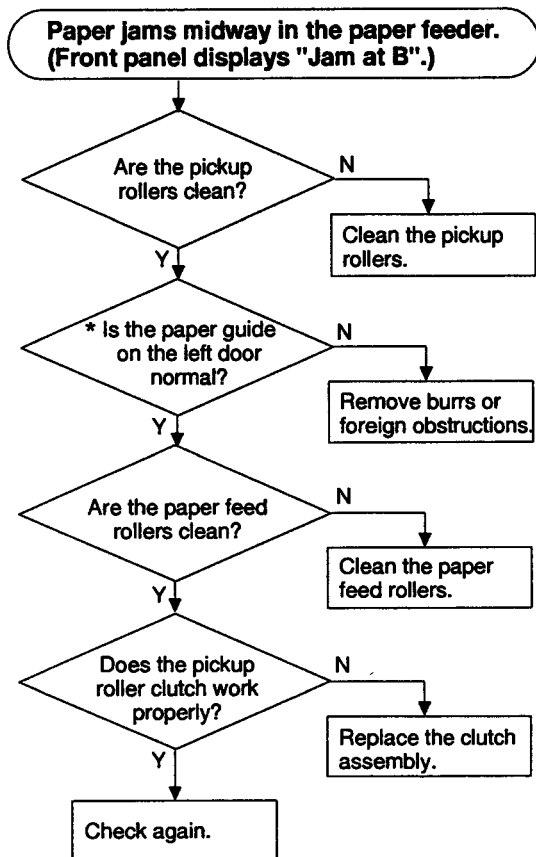 Paper jams midway in the paper feeder.
(Front panel displays "Jam at B".)
Are the pickup
rollers clean?
N
Clean the pickup
rollers.
Y
* Is the paper guide
on the left door
normal?
N
Remove burrs or
foreign obstructions.
Y
Are the paper feed
rollers clean?
N
Clean the paper
feed rollers.
Y
Does the pickup
roller clutch work
properly?
N
Replace the clutch
assembly.
Y
Check again.